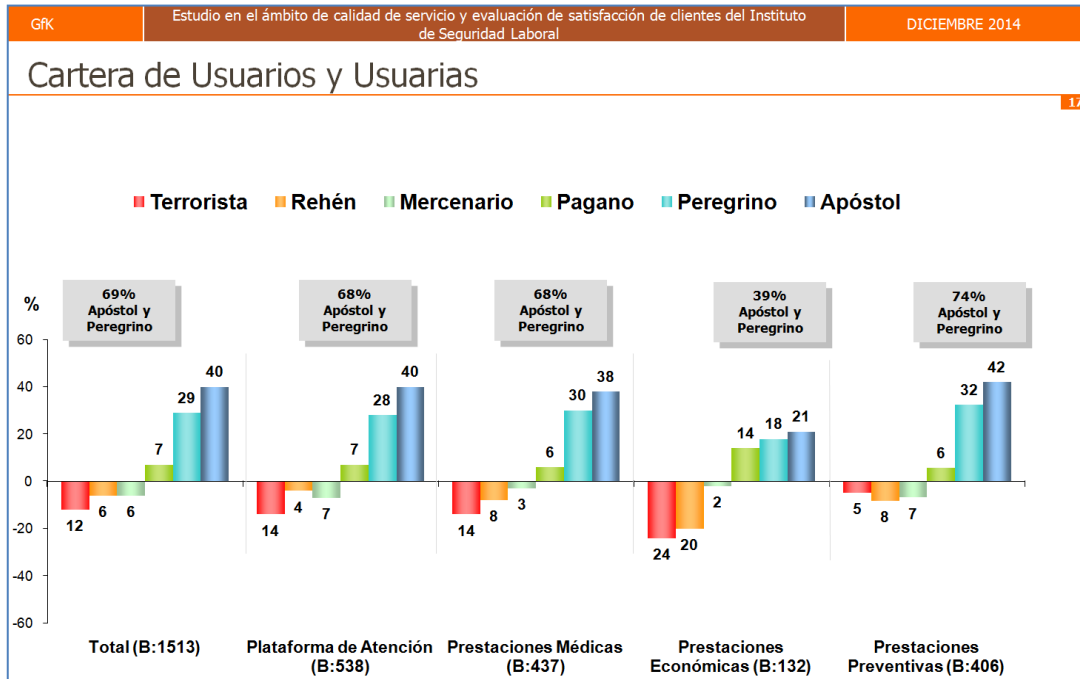 GfK
Estudio en el ámbito de calidad de servicio y evaluación de satisfacción de clientes del Instituto
de Seguridad Laboral
DICIEMBRE 2014
Cartera de Usuarios y Usuarias
17
Terrorista Rehén Mercenario Pagano Peregrino Apóstol
%
69%
Apóstol y
Peregrino
68%
Apóstol y
Peregrino
68%
Apóstol y
Peregrino
39%
Apóstol y
Peregrino
74%
Apóstol y
Peregrino
60
40
20
0
-20
-40
-60
12 6 6 7 29 40
14 4 7 7 28 40
14 8 3 6 30 38
24 20 2 14 18 21
5 8 7 6 32 42
Total (B:1513)
Plataforma de Atención
(B:538)
Prestaciones Médicas
(B:437)
Prestaciones
Económicas (B:132)
Prestaciones
Preventivas (B:406)